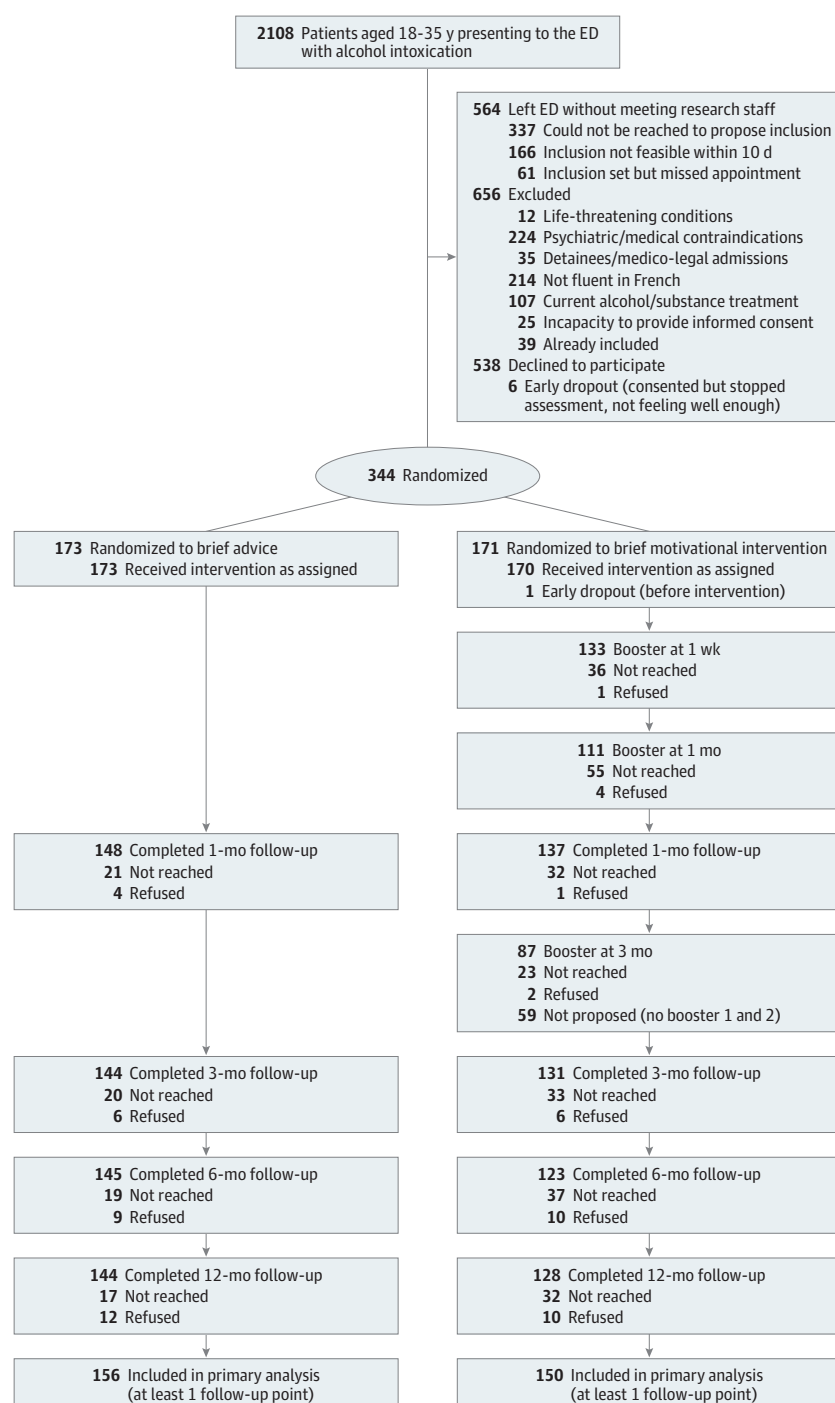 2108 Patients aged 18-35 y presenting to the ED
with alcohol intoxication
564 Left ED without meeting research staff
337 Could not be reached to propose inclusion
166 Inclusion not feasible within 10 d
61 Inclusion set but missed appointment
656 Excluded
12 Life-threatening conditions
224 Psychiatric/medical contraindications
35 Detainees/medico-legal admissions
214 Not fluent in French
107 Current alcohol/substance treatment
25 Incapacity to provide informed consent
39 Already included
538 Declined to participate
6 Early dropout (consented but stopped
assessment, not feeling well enough)
344 Randomized
173 Randomized to brief advice
173 Received intervention as assigned
171 Randomized to brief motivational intervention
170 Received intervention as assigned
1 Early dropout (before intervention)
133 Booster at 1 wk
36 Not reached
1 Refused
111 Booster at 1 mo
55 Not reached
4 Refused
148 Completed 1-mo follow-up
21 Not reached
4 Refused
137 Completed 1-mo follow-up
32 Not reached
1 Refused
87 Booster at 3 mo
23 Not reached
2 Refused
59 Not proposed (no booster 1 and 2)
144 Completed 3-mo follow-up
20 Not reached
6 Refused
131 Completed 3-mo follow-up
33 Not reached
6 Refused
145 Completed 6-mo follow-up
19 Not reached
9 Refused
123 Completed 6-mo follow-up
37 Not reached
10 Refused
144 Completed 12-mo follow-up
17 Not reached
12 Refused
128 Completed 12-mo follow-up
32 Not reached
10 Refused
156 Included in primary analysis
(at least 1 follow-up point)
150 Included in primary analysis
(at least 1 follow-up point)